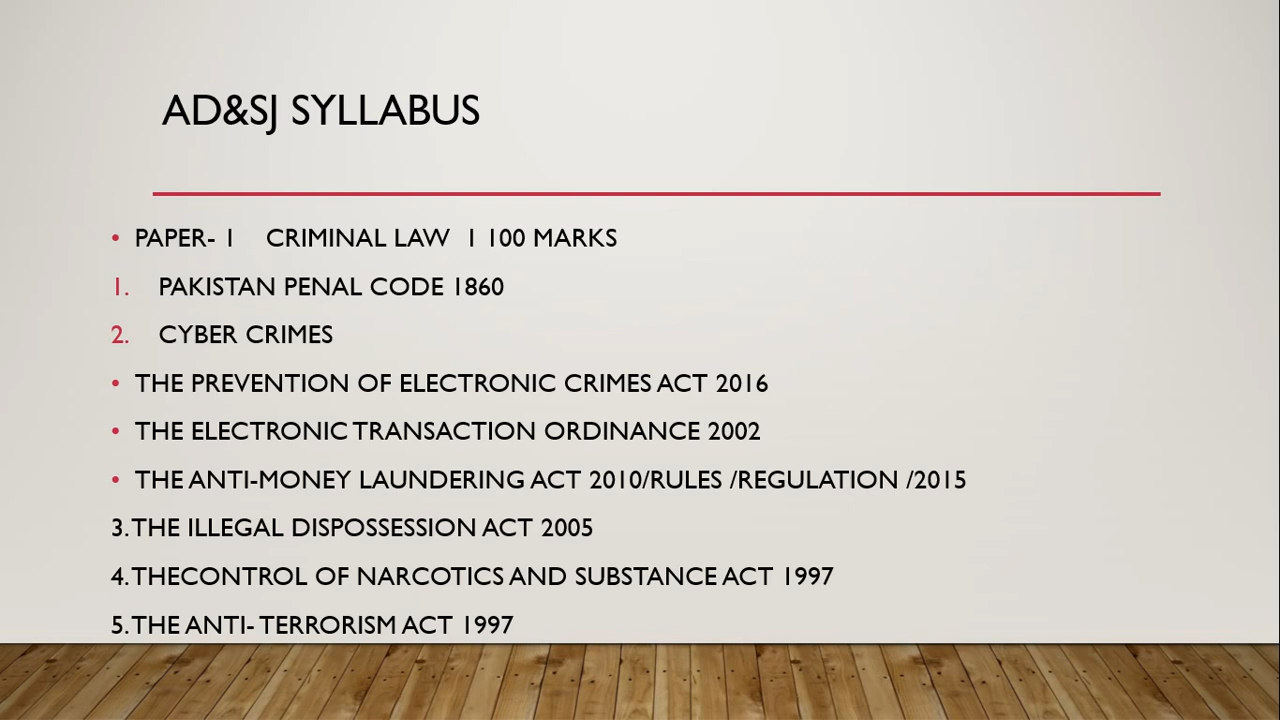 AD&SJ SYLLABUS
• PAPER- 1 CRIMINAL LAW 1 100 MARKS
1. PAKISTAN PENAL CODE 1860
2. CYBER CRIMES
• THE PREVENTION OF ELECTRONIC CRIMES ACT 2016
• THE ELECTRONIC TRANSACTION ORDINANCE 2002
• THE ANTI-MONEY LAUNDERING ACT 2010/RULES /REGULATION /2015
3. THE ILLEGAL DISPOSSESSION ACT 2005
4. THECONTROL OF NARCOTICS AND SUBSTANCE ACT 1997
5. THE ANTI- TERRORISM ACT 1997